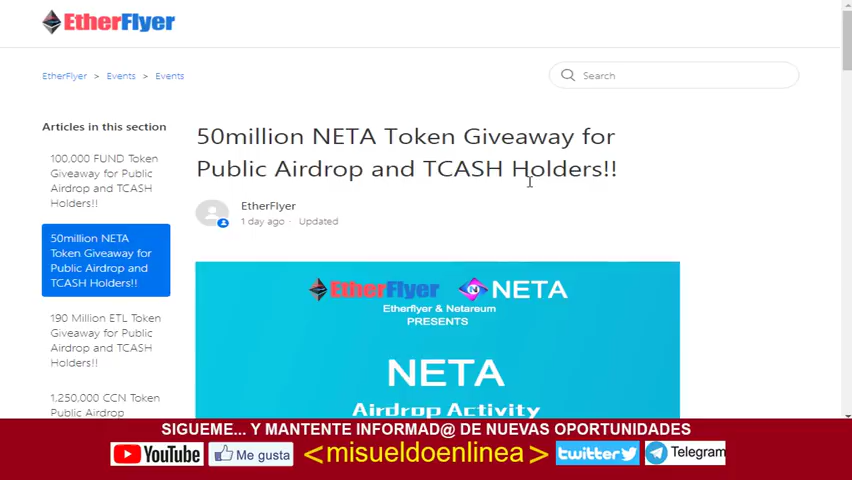 EtherFlyer
EtherFlyer > Events > Events
Search
Articles in this section
100,000 FUND Token
Giveaway for Public
Airdrop and TCASH
Holders!!
50million NETA
Token Giveaway for
Public Airdrop and
TCASH Holders!!
190 Million ETL Token
Giveaway for Public
Airdrop and TCASH
Holders!!
1,250,000 CCN Token
Public Airdrop
50million NETA Token Giveaway for
Public Airdrop and TCASH Holders!!
EtherFlyer
1 day ago · Updated
EtherFlyer NETA
Etherflyer & Netareum
PRESENTS
NETA
Airdrop Activity
SIGUEME... Y MANTENTE INFORMAD@ DE NUEVAS OPORTUNIDADES
YouTube Me gusta <misueldoenlinea> twitter Telegram